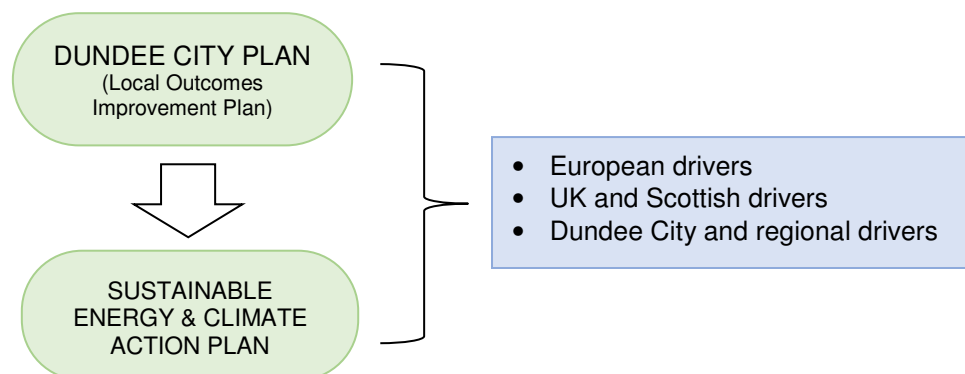 DUNDEE CITY PLAN
(Local Outcomes
Improvement Plan)
• European drivers
• UK and Scottish drivers
• Dundee City and regional drivers
SUSTAINABLE
ENERGY & CLIMATE
ACTION PLAN